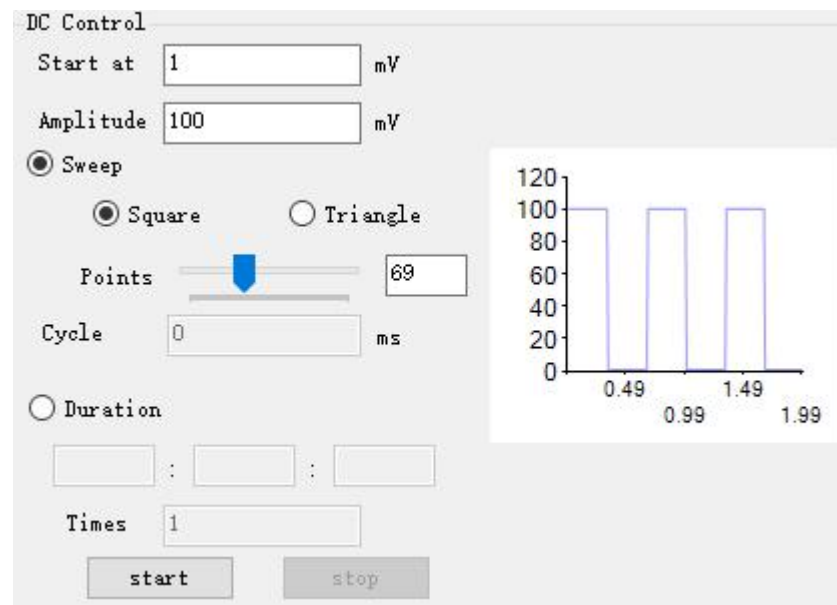 DC Control
Start at 1 mV
Amplitude 100 mV
Sweep
Square Triangle
Points 69
Cycle 0 ms
Duration
: :
Times 1
start stop
120
100
80
60
40
20
0
0.49 1.49
0.99 1.99